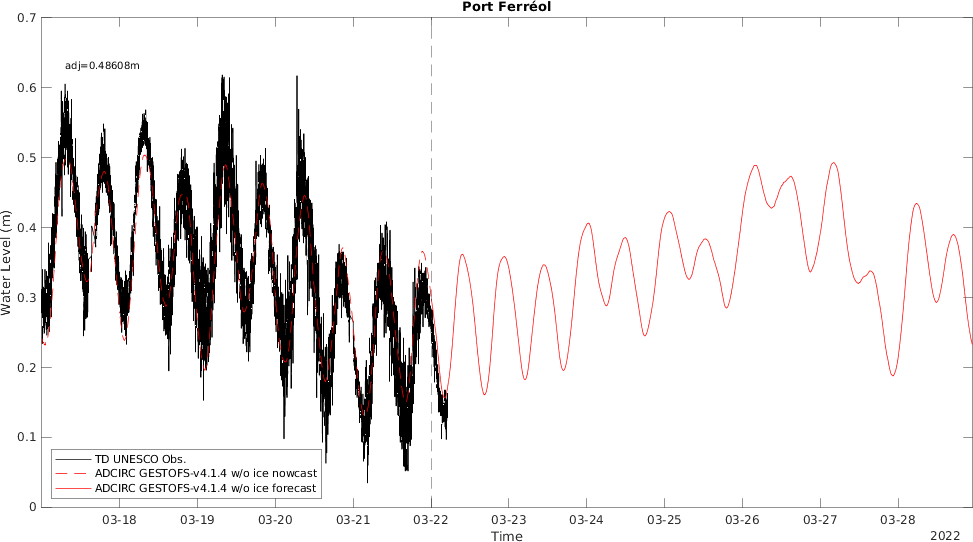 Port Ferréol
adj=0.48608m
0.7
0.6
0.5
0.4
0.3
0.2
0.1
0
Water Level (m)
TD UNESCO Obs.
ADCIRC GESTOFS-v4.1.4 w/o ice nowcast
ADCIRC GESTOFS-v4.1.4 w/o ice forecast
03-18 03-19 03-20 03-21 03-22 03-23 03-24 03-25 03-26 03-27 03-28
Time
2022